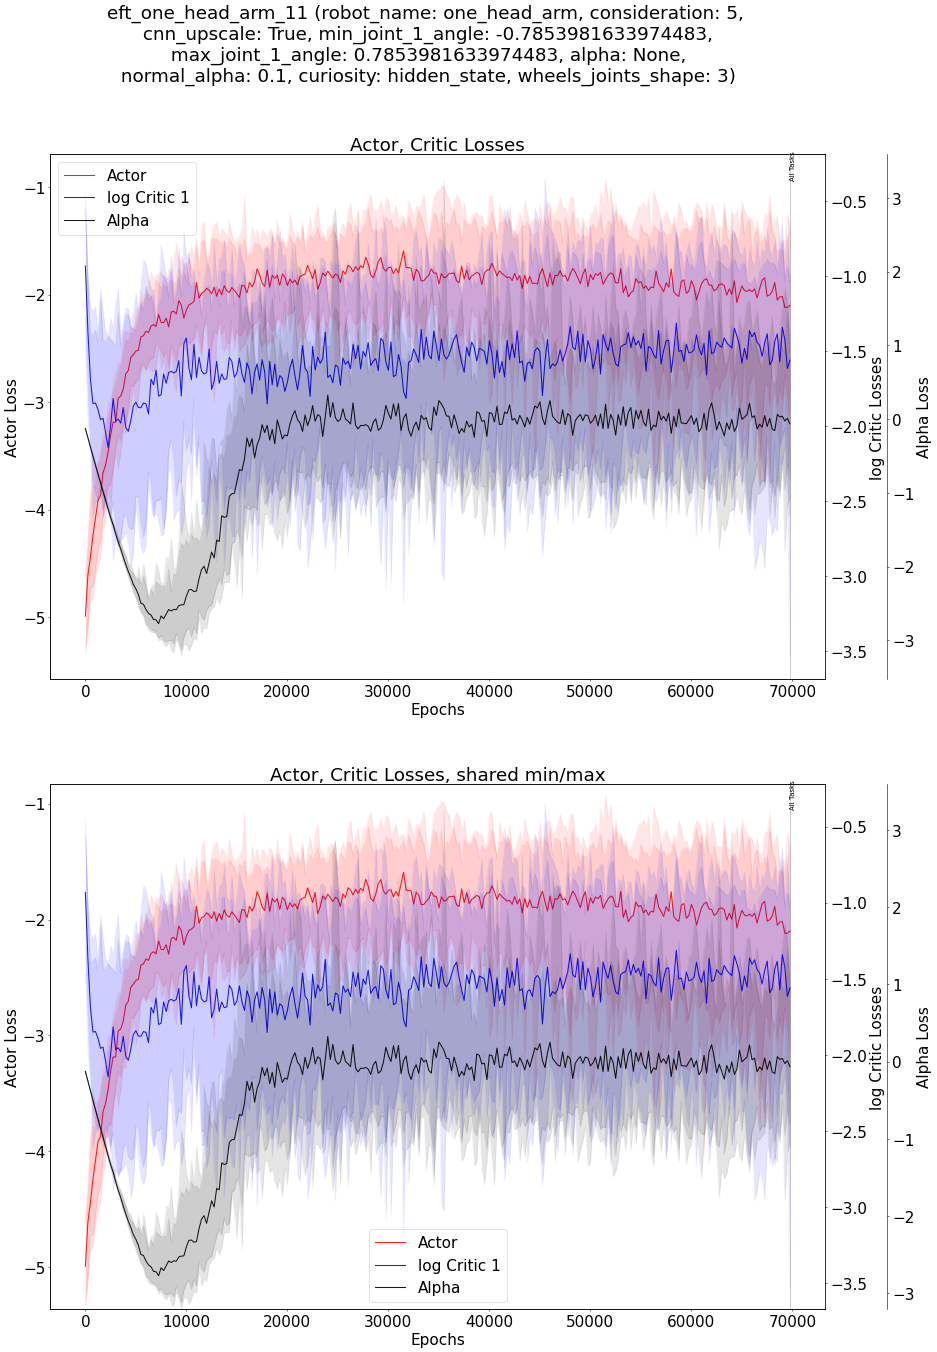 eft_one_head_arm_11 (robot_name: one_head_arm, consideration: 5,
cnn_upscale: True, min_joint_1_angle: -0.7853981633974483,
max_joint_1_angle: 0.7853981633974483, alpha: None,
normal_alpha: 0.1, curiosity: hidden_state, wheels_joints_shape: 3)
Actor, Critic Losses
Actor
log Critic 1
Alpha
All Tasks
−1
−2
−3
−4
−5
Actor Loss
−0.5
−1.0
−1.5
−2.0
−2.5
−3.0
−3.5
log Critic Losses
3
2
1
0
−1
−2
−3
Alpha Loss
0 10000 20000 30000 40000 50000 60000 70000
Epochs
Actor, Critic Losses, shared min/max
All Tasks
−1
−2
−3
−4
−5
Actor Loss
−0.5
−1.0
−1.5
−2.0
−2.5
−3.0
−3.5
log Critic Losses
3
2
1
0
−1
−2
−3
Alpha Loss
Actor
log Critic 1
Alpha
0 10000 20000 30000 40000 50000 60000 70000
Epochs